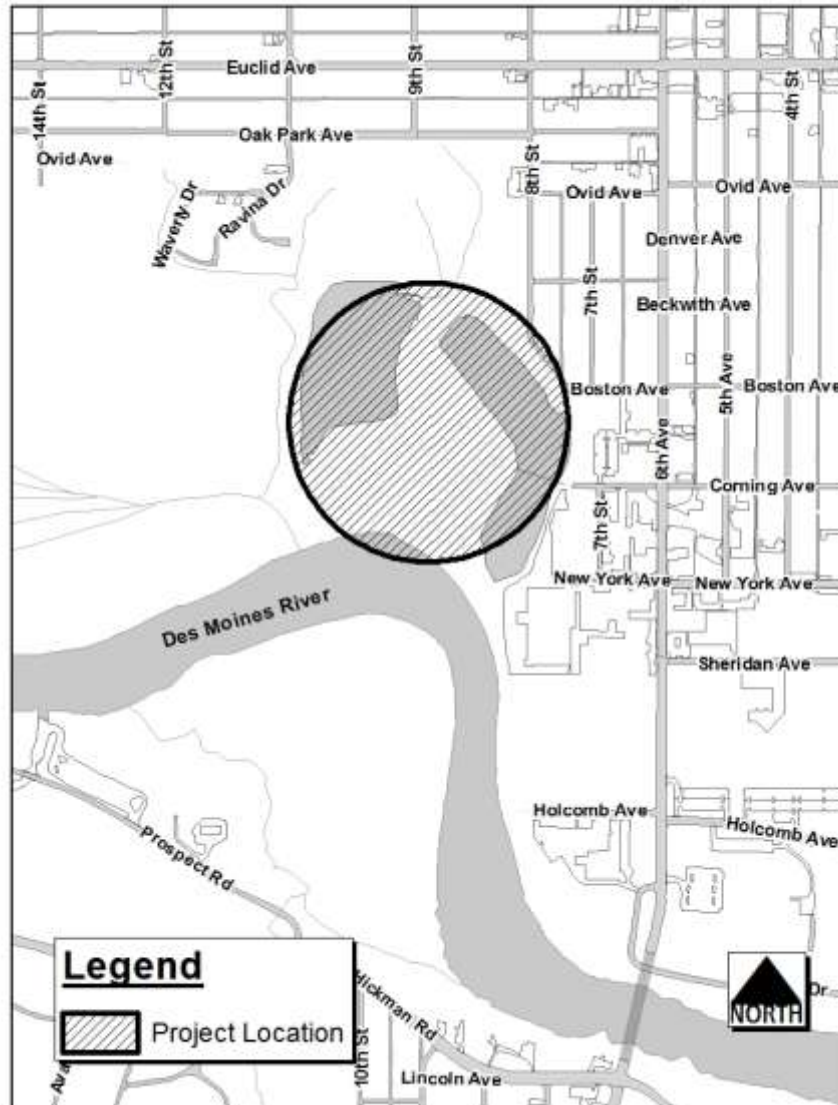 14th St
12th St
9th St
4th St
Euclid Ave
Oak Park Ave
Ovid Ave
8th St
Ovid Ave
Ovid Ave
Waverly Dr
Ravina Dr
Denver Ave
7th St
Beckwith Ave
5th Ave
Boston Ave
Boston Ave
6th Ave
Corning Ave
7th St
New York Ave
New York Ave
Des Moines River
Sheridan Ave
Holcomb Ave
Holcomb Ave
Prospect Rd
Legend
Project Location
Hickman Rd
10th St
Lincoln Ave
NORTH
Dr